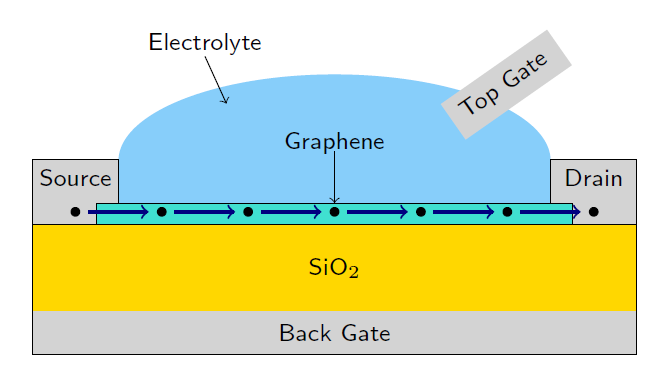 Electrolyte
Top Gate
Graphene
Source
Drain
SiO₂
Back Gate